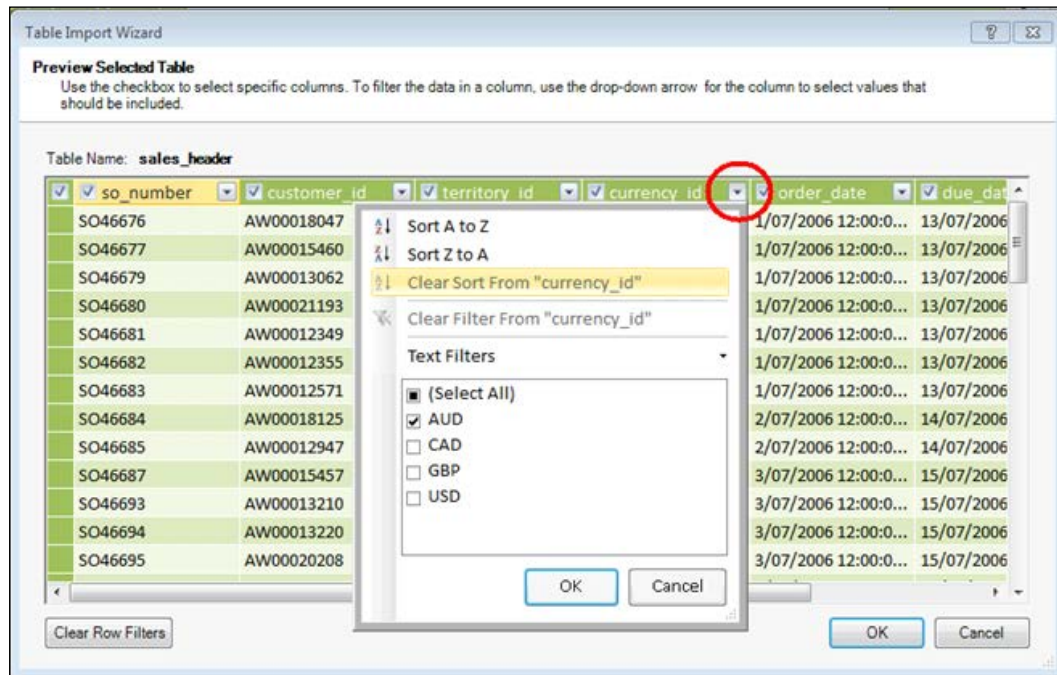 Table Import Wizard
Preview Selected Table
Use the checkbox to select specific columns. To filter the data in a column, use the drop-down arrow for the column to select values that
should be included.
Table Name: sales_header
so_number customer_id territory_id currency_id order_date due_dat
SO46676 AW00018047 1/07/2006 12:00:0... 13/07/2006
SO46677 AW00015460 1/07/2006 12:00:0... 13/07/2006
SO46679 AW00013062 1/07/2006 12:00:0... 13/07/2006
SO46680 AW00021193 1/07/2006 12:00:0... 13/07/2006
SO46681 AW00012349 1/07/2006 12:00:0... 13/07/2006
SO46682 AW00012355 1/07/2006 12:00:0... 13/07/2006
SO46683 AW00012571 1/07/2006 12:00:0... 13/07/2006
SO46684 AW00018125 2/07/2006 12:00:0... 14/07/2006
SO46685 AW00012947 2/07/2006 12:00:0... 14/07/2006
SO46687 AW00015457 3/07/2006 12:00:0... 15/07/2006
SO46693 AW00013210 3/07/2006 12:00:0... 15/07/2006
SO46694 AW00013220 3/07/2006 12:00:0... 15/07/2006
SO46695 AW00020208 3/07/2006 12:00:0... 15/07/2006
Sort A to Z
Sort Z to A
Clear Sort From "currency_id"
Clear Filter From "currency_id"
Text Filters
(Select All)
AUD
CAD
GBP
USD
OK Cancel
Clear Row Filters OK Cancel